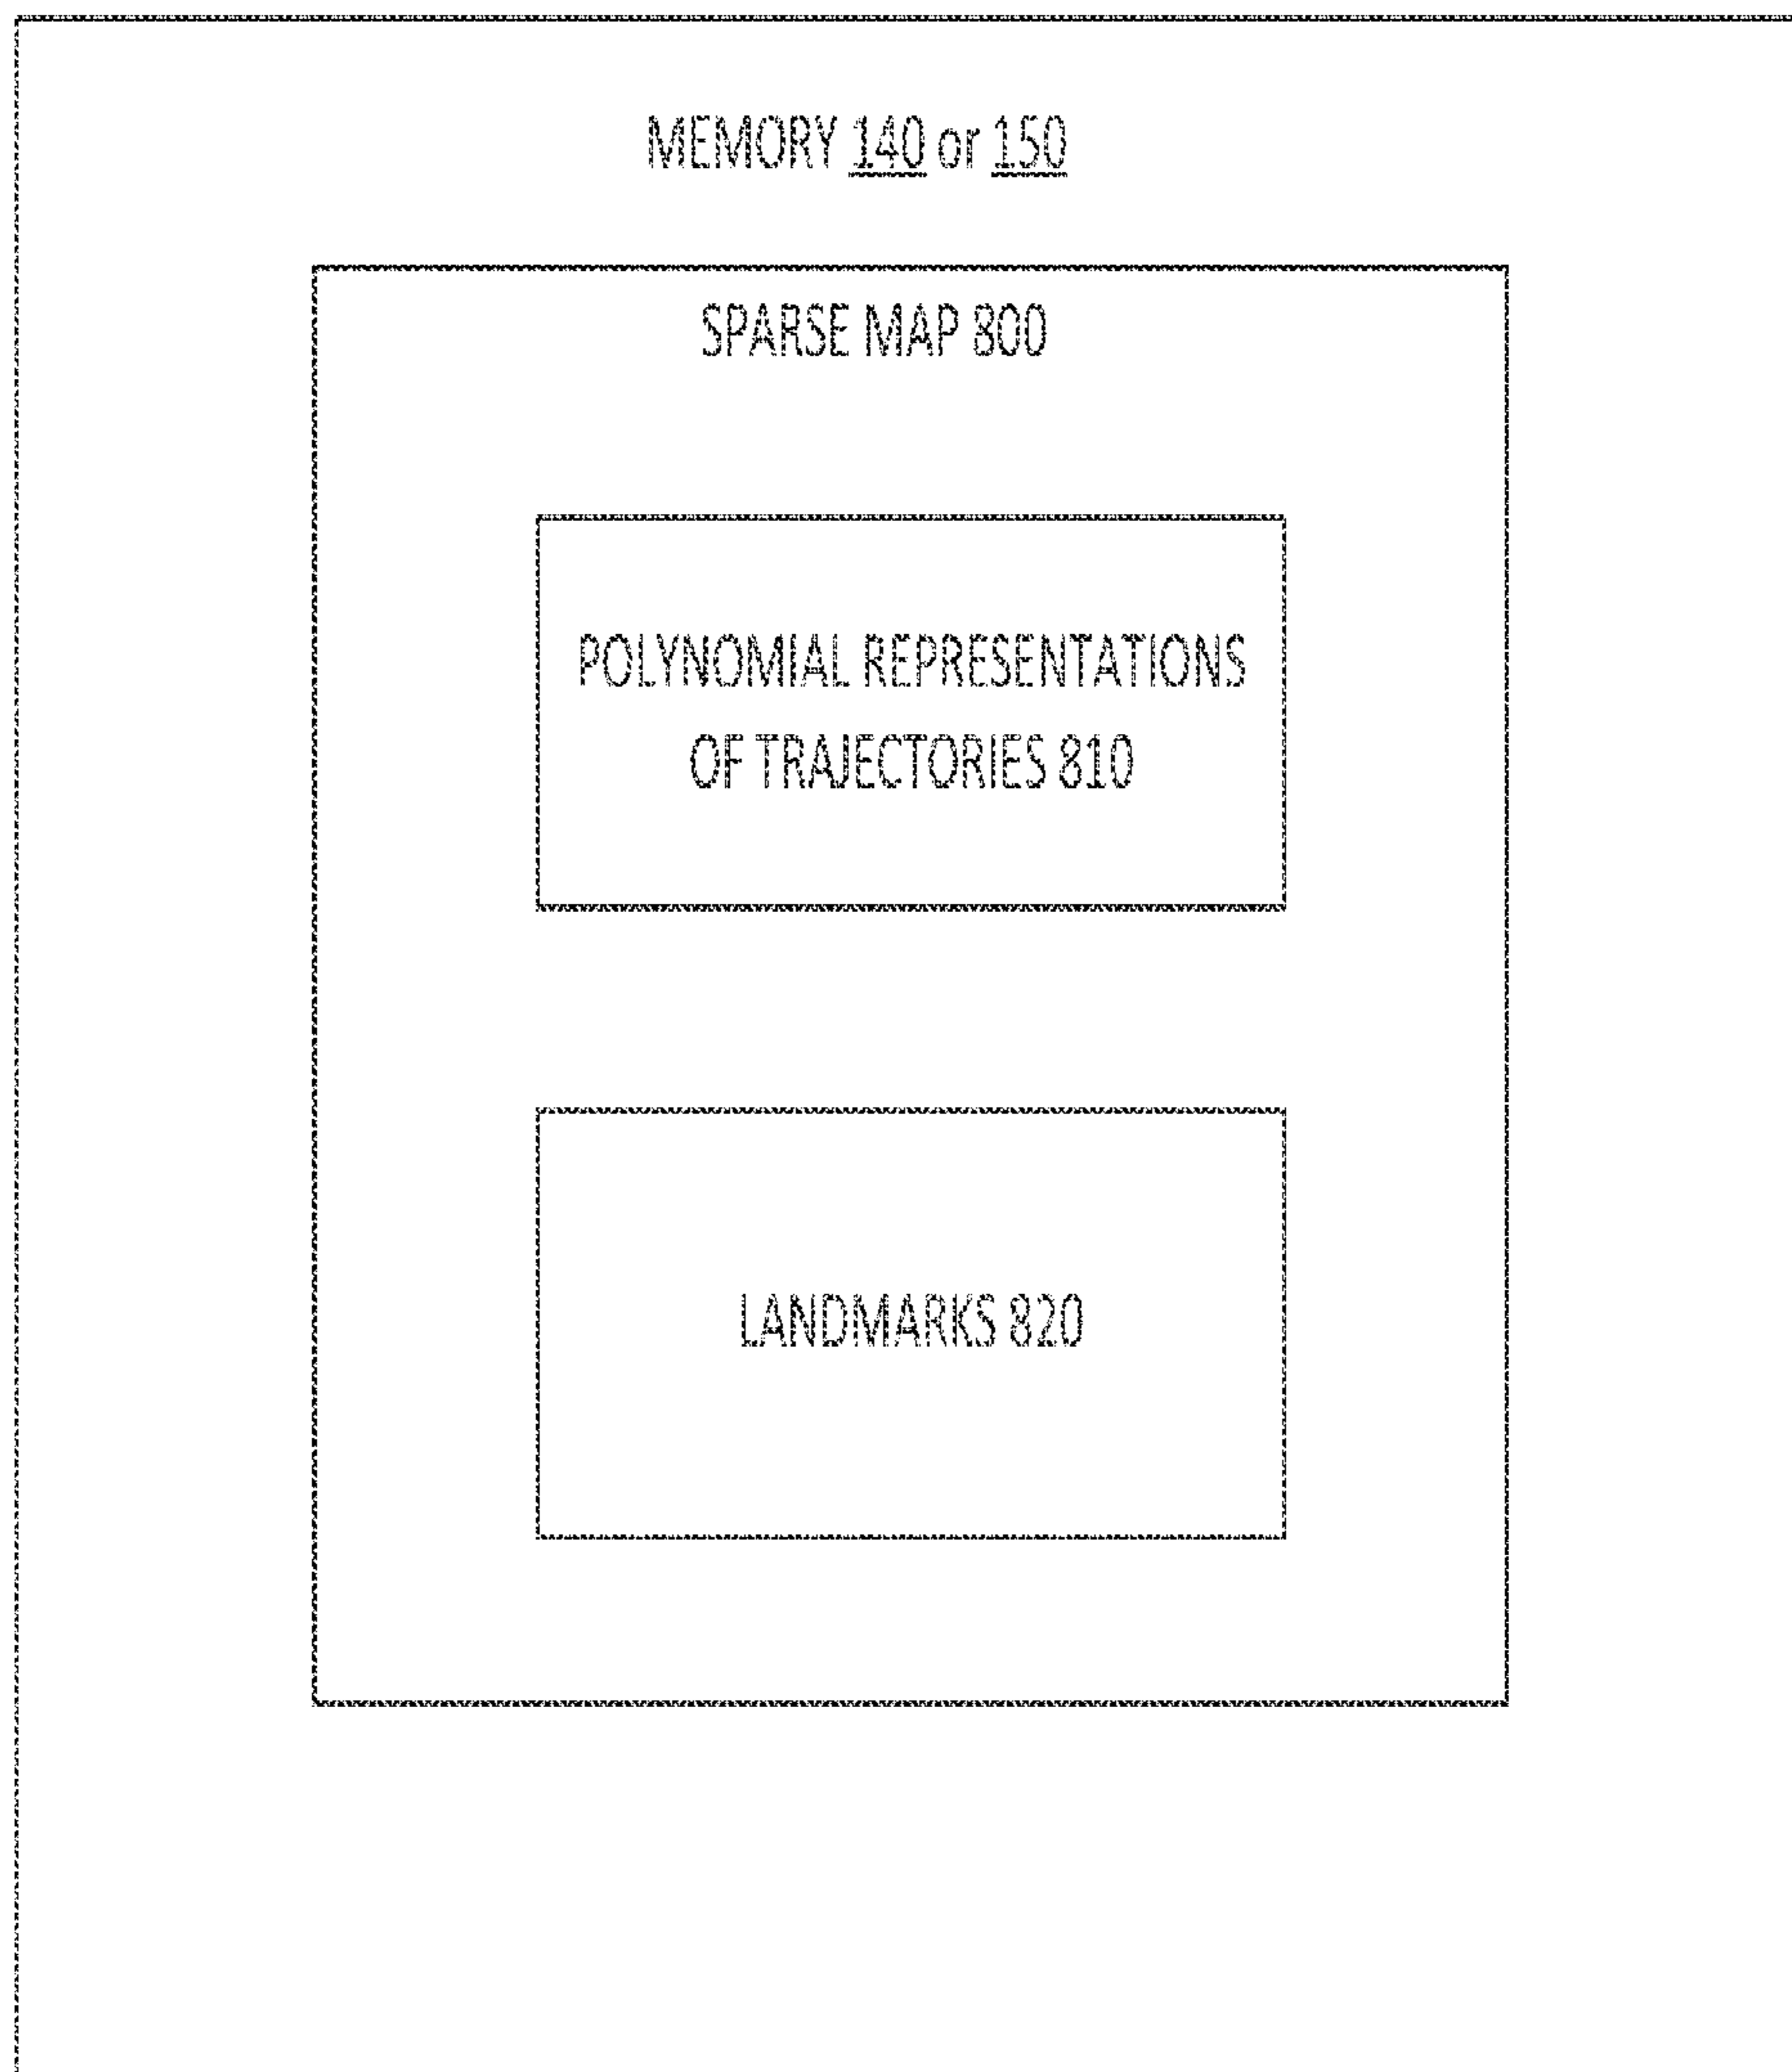 MEMORY 140 or 150
SPARSE MAP 800
POLYNOMIAL REPRESENTATIONS
OF TRAJECTORIES 810
LANDMARKS 820